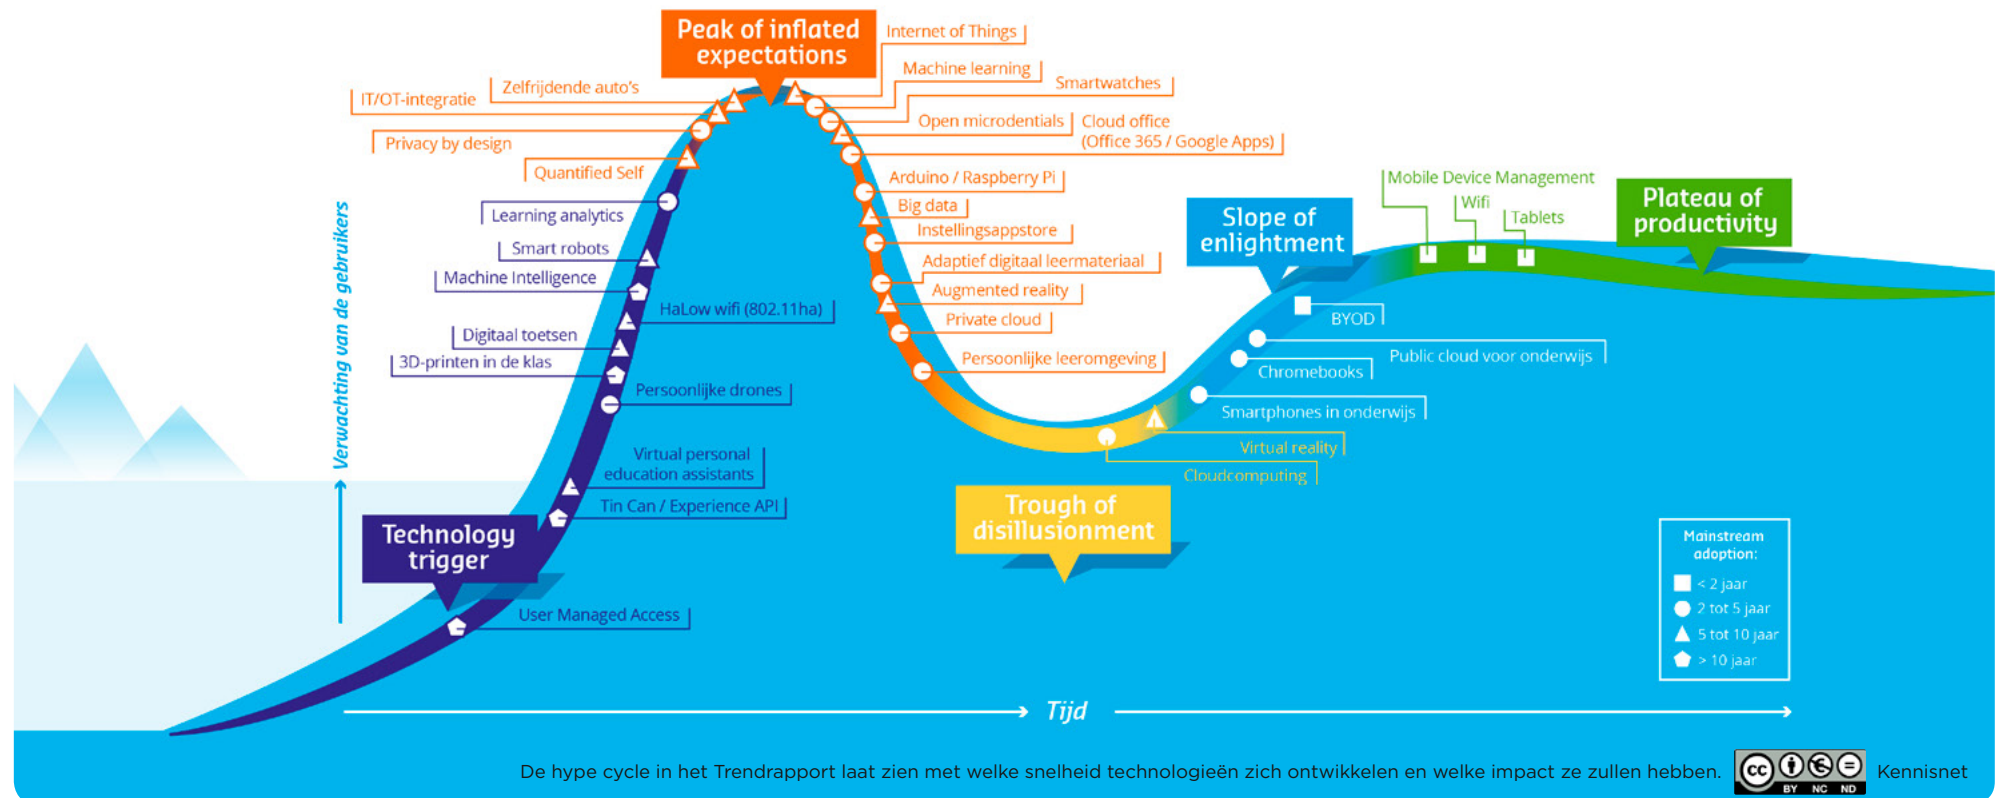 Peak of inflated
expectations
Internet of Things
Machine learning
Smartwatches
Open microdentials
Cloud office
(Office 365 / Google Apps)
Zelfrijdende auto's
IT/OT-integratie
Privacy by design
Quantified Self
Learning analytics
Smart robots
Machine Intelligence
HaLow wifi (802.11ha)
Digitaal toetsen
3D-printen in de klas
Persoonlijke drones
Virtual personal
education assistants
Tin Can / Experience API
Technology
trigger
User Managed Access
Verwachting van de gebruikers
Arduino / Raspberry Pi
Big data
Instellingsappstore
Adaptief digitaal leermateriaal
Augmented reality
Private cloud
Persoonlijke leeromgeving
Trough of
disillusionment
Slope of
enlightment
Mobile Device Management
Wifi
Tablets
Plateau of
productivity
BYOD
Public cloud voor onderwijs
Chromebooks
Smartphones in onderwijs
Virtual reality
Cloudcomputing
Mainstream
adoption:
< 2 jaar
2 tot 5 jaar
5 tot 10 jaar
> 10 jaar
Tijd
De hype cycle in het Trendrapport laat zien met welke snelheid technologieën zich ontwikkelen en welke impact ze zullen hebben.
cc
BY NC ND
Kennisnet